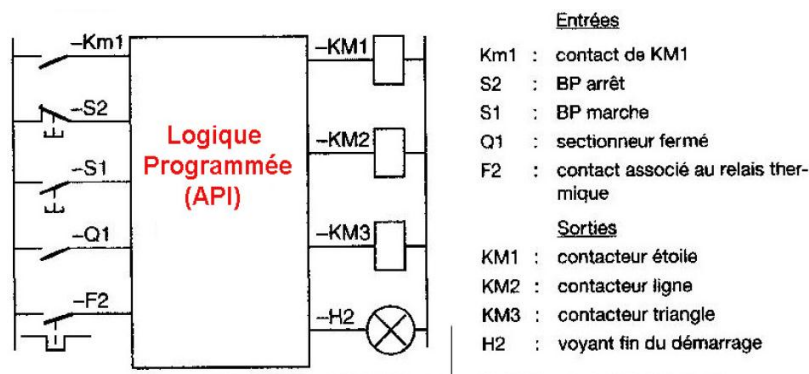 –Km1
–S2
–S1
–Q1
–F2
Logique
Programmée
(API)
–KM1
–KM2
–KM3
–H2
Entrées
Km1 : contact de KM1
S2 : BP arrêt
S1 : BP marche
Q1 : sectionneur fermé
F2 : contact associé au relais ther-
mique
Sorties
KM1 : contacteur étoile
KM2 : contacteur ligne
KM3 : contacteur triangle
H2 : voyant fin du démarrage